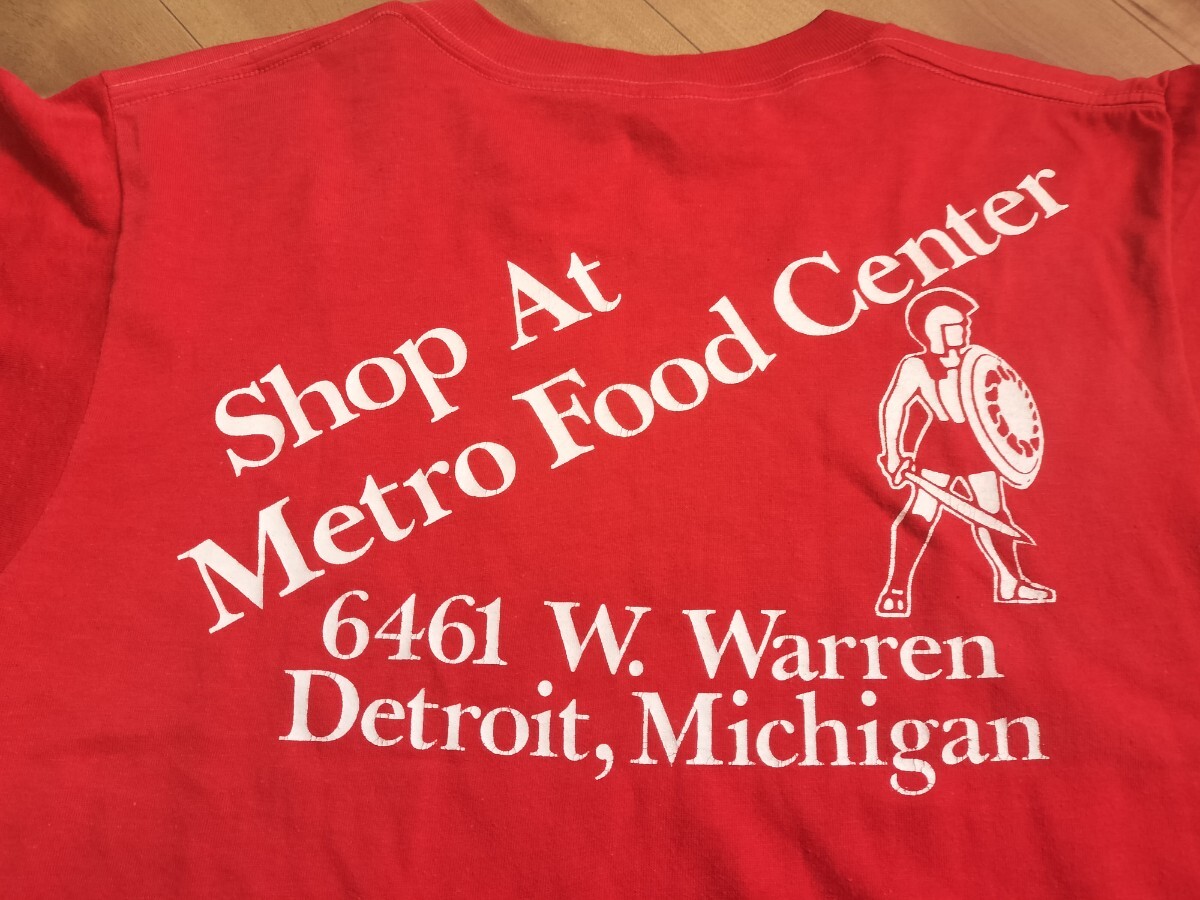 Shop At
Metro Food Center
6461 W. Warren
Detroit, Michigan